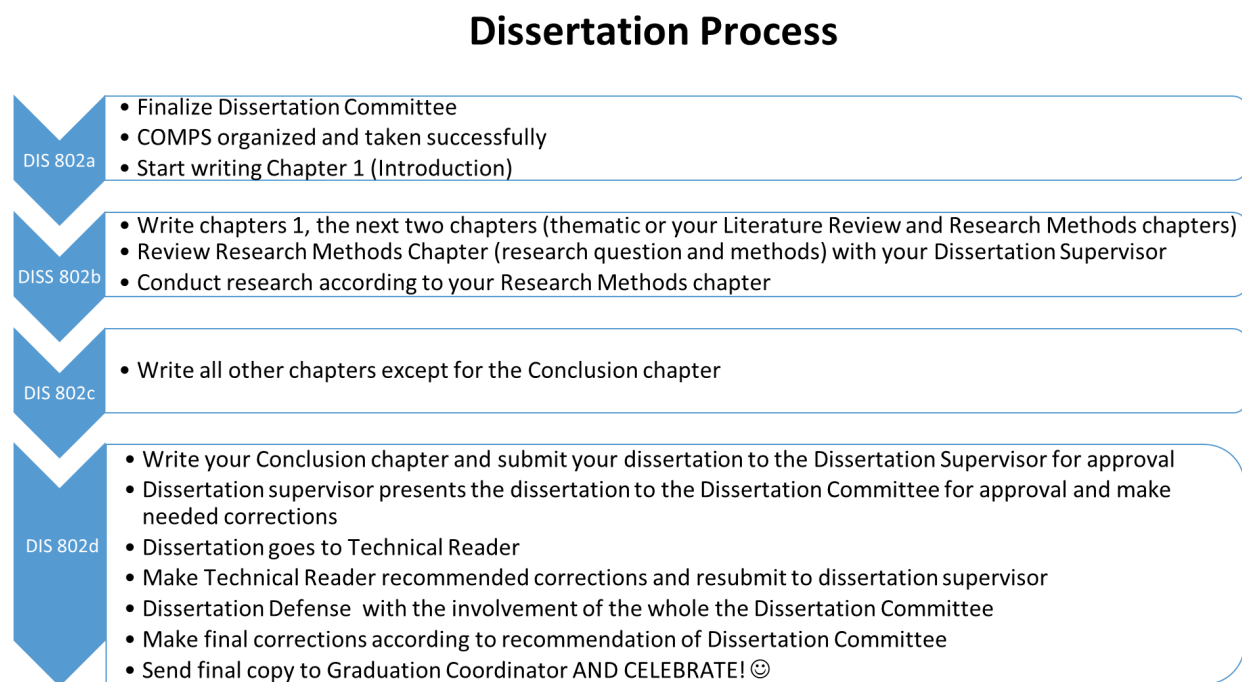 Dissertation Process
DIS 802a
• Finalize Dissertation Committee
• COMPS organized and taken successfully
• Start writing Chapter 1 (Introduction)
DISS 802b
• Write chapters 1, the next two chapters (thematic or your Literature Review and Research Methods chapters)
• Review Research Methods Chapter (research question and methods) with your Dissertation Supervisor
• Conduct research according to your Research Methods chapter
DIS 802c
• Write all other chapters except for the Conclusion chapter
DIS 802d
• Write your Conclusion chapter and submit your dissertation to the Dissertation Supervisor for approval
• Dissertation supervisor presents the dissertation to the Dissertation Committee for approval and make
needed corrections
• Dissertation goes to Technical Reader
• Make Technical Reader recommended corrections and resubmit to dissertation supervisor
• Dissertation Defense with the involvement of the whole the Dissertation Committee
• Make final corrections according to recommendation of Dissertation Committee
• Send final copy to Graduation Coordinator AND CELEBRATE! ☺